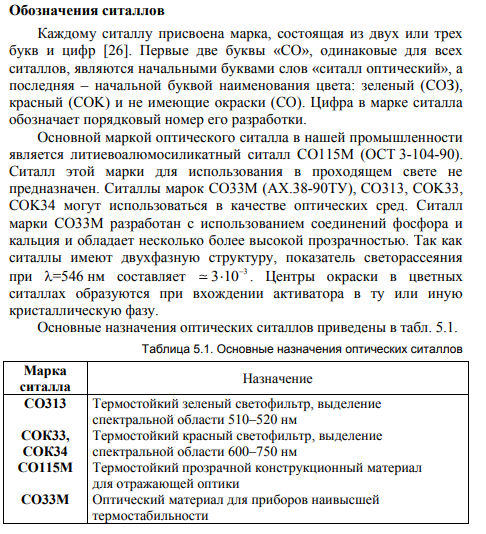 Обозначения ситаллов
Каждому ситаллу присвоена марка, состоящая из двух или трех
букв и цифр [26]. Первые две буквы «СО», одинаковые для всех
ситаллов, являются начальными буквами слов «ситалл оптический», а
последняя – начальной буквой наименования цвета: зеленый (СОЗ),
красный (СОК) и не имеющие окраски (СО). Цифра в марке ситалла
обозначает порядковый номер его разработки.
Основной маркой оптического ситалла в нашей промышленности
является литиевоалюмосиликатный ситалл СО115М (ОСТ 3-104-90).
Ситалл этой марки для использования в проходящем свете не
предназначен. Ситаллы марок СО33М (АХ.38-90ТУ), СО313, СОК33,
СОК34 могут использоваться в качестве оптических сред. Ситалл
марки СО33М разработан с использованием соединений фосфора и
кальция и обладает несколько более высокой прозрачностью. Так как
ситаллы имеют двухфазную структуру, показатель светорассеяния
при λ=546 нм составляет ≃3·10⁻³. Центры окраски в цветных
ситаллах образуются при вхождении активатора в ту или иную
кристаллическую фазу.
Основные назначения оптических ситаллов приведены в табл. 5.1.
Таблица 5.1. Основные назначения оптических ситаллов
Марка
ситалла
Назначение
СО313
Термостойкий зеленый светофильтр, выделение
спектральной области 510–520 нм
СОК33,
СОК34
Термостойкий красный светофильтр, выделение
спектральной области 600–750 нм
СО115М
Термостойкий прозрачной конструкционный материал
для отражающей оптики
СО33М
Оптический материал для приборов наивысшей
термостабильности